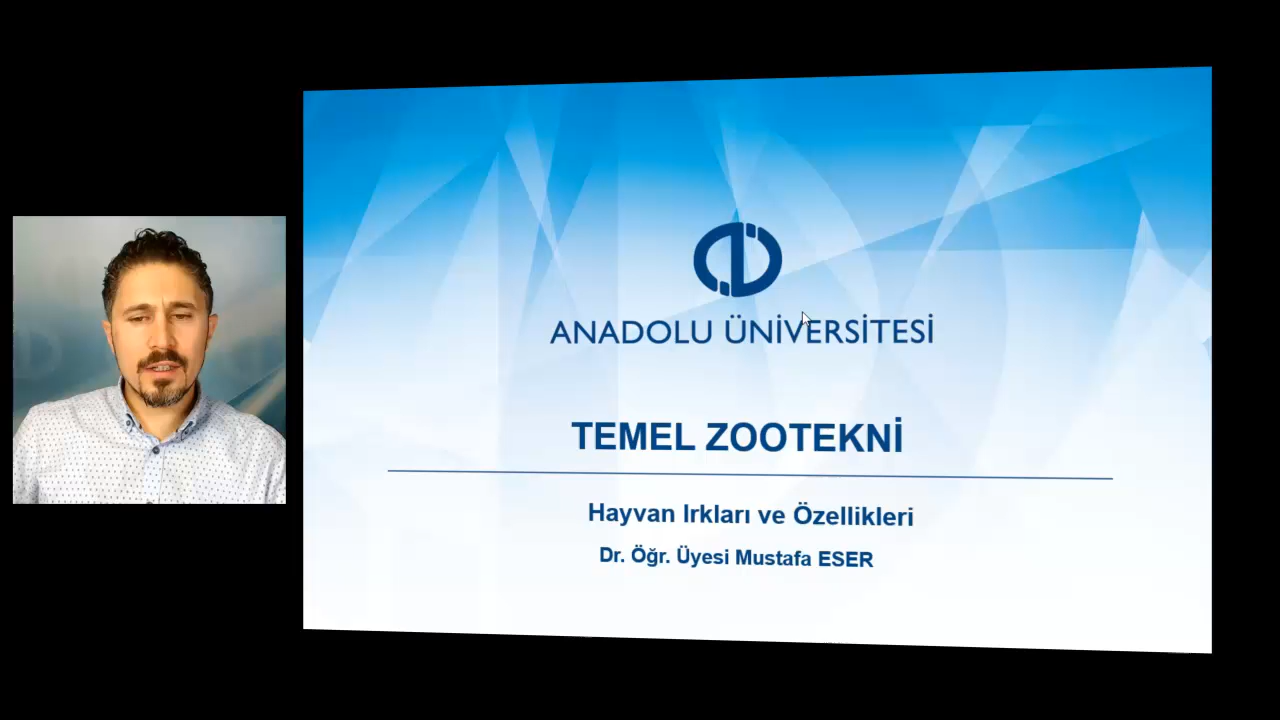 ANADOLU ÜNİVERSİTESİ
TEMEL ZOOTEKNİ
Hayvan Irkları ve Özellikleri
Dr. Öğr. Üyesi Mustafa ESER